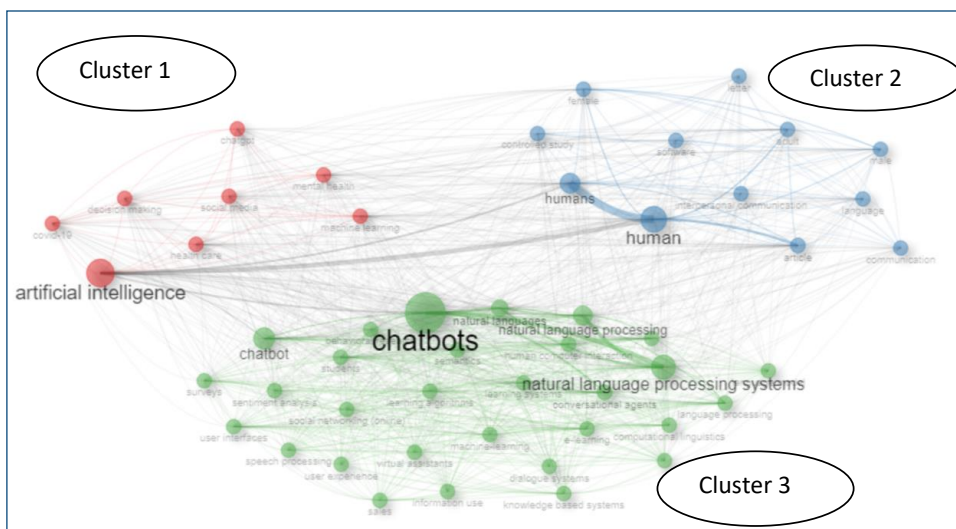 Cluster 1
Cluster 2
letter
female
chatgpt
controlled study
software
adult
male
mental health
humans
decision making
social media
interpersonal communication
language
covid-19
machine learning
human
health care
article
communication
artificial intelligence
natural languages
natural language processing
chatbots
chatbot
students
semantics
human computer interaction
natural language processing systems
surveys
sentiment analysis
learning algorithms
learning systems
conversational agents
language processing
social networking (online)
user interfaces
machine-learning
e-learning
computational linguistics
speech processing
virtual assistants
user experience
dialogue systems
Cluster 3
sales
information use
knowledge based systems